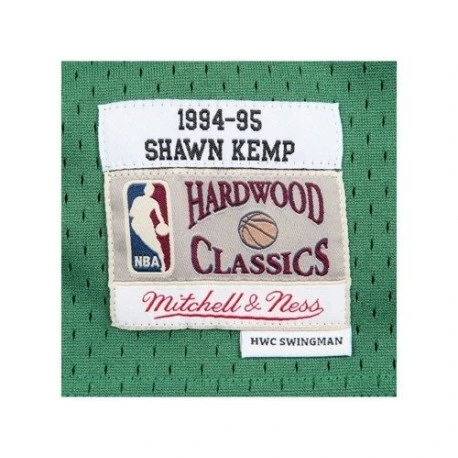 1994-95
SHAWN KEMP
HARDWOOD
CLASSICS
NBA
Mitchell & Ness
HWC SWINGMAN